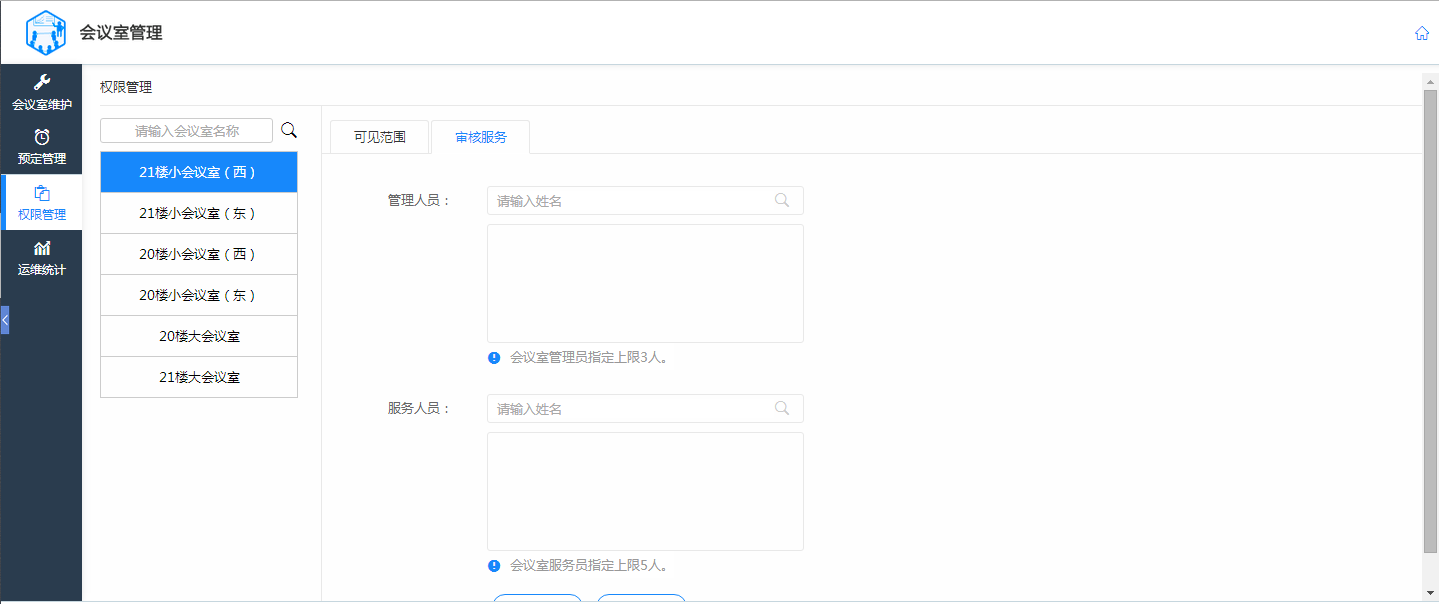 会议室管理
会议室维护
预定管理
权限管理
运维统计
权限管理
请输入会议室名称
21楼小会议室（西）
21楼小会议室（东）
20楼小会议室（西）
20楼小会议室（东）
20楼大会议室
21楼大会议室
可见范围
审核服务
管理人员：
请输入姓名
会议室管理员指定上限3人。
服务人员：
请输入姓名
会议室服务员指定上限5人。